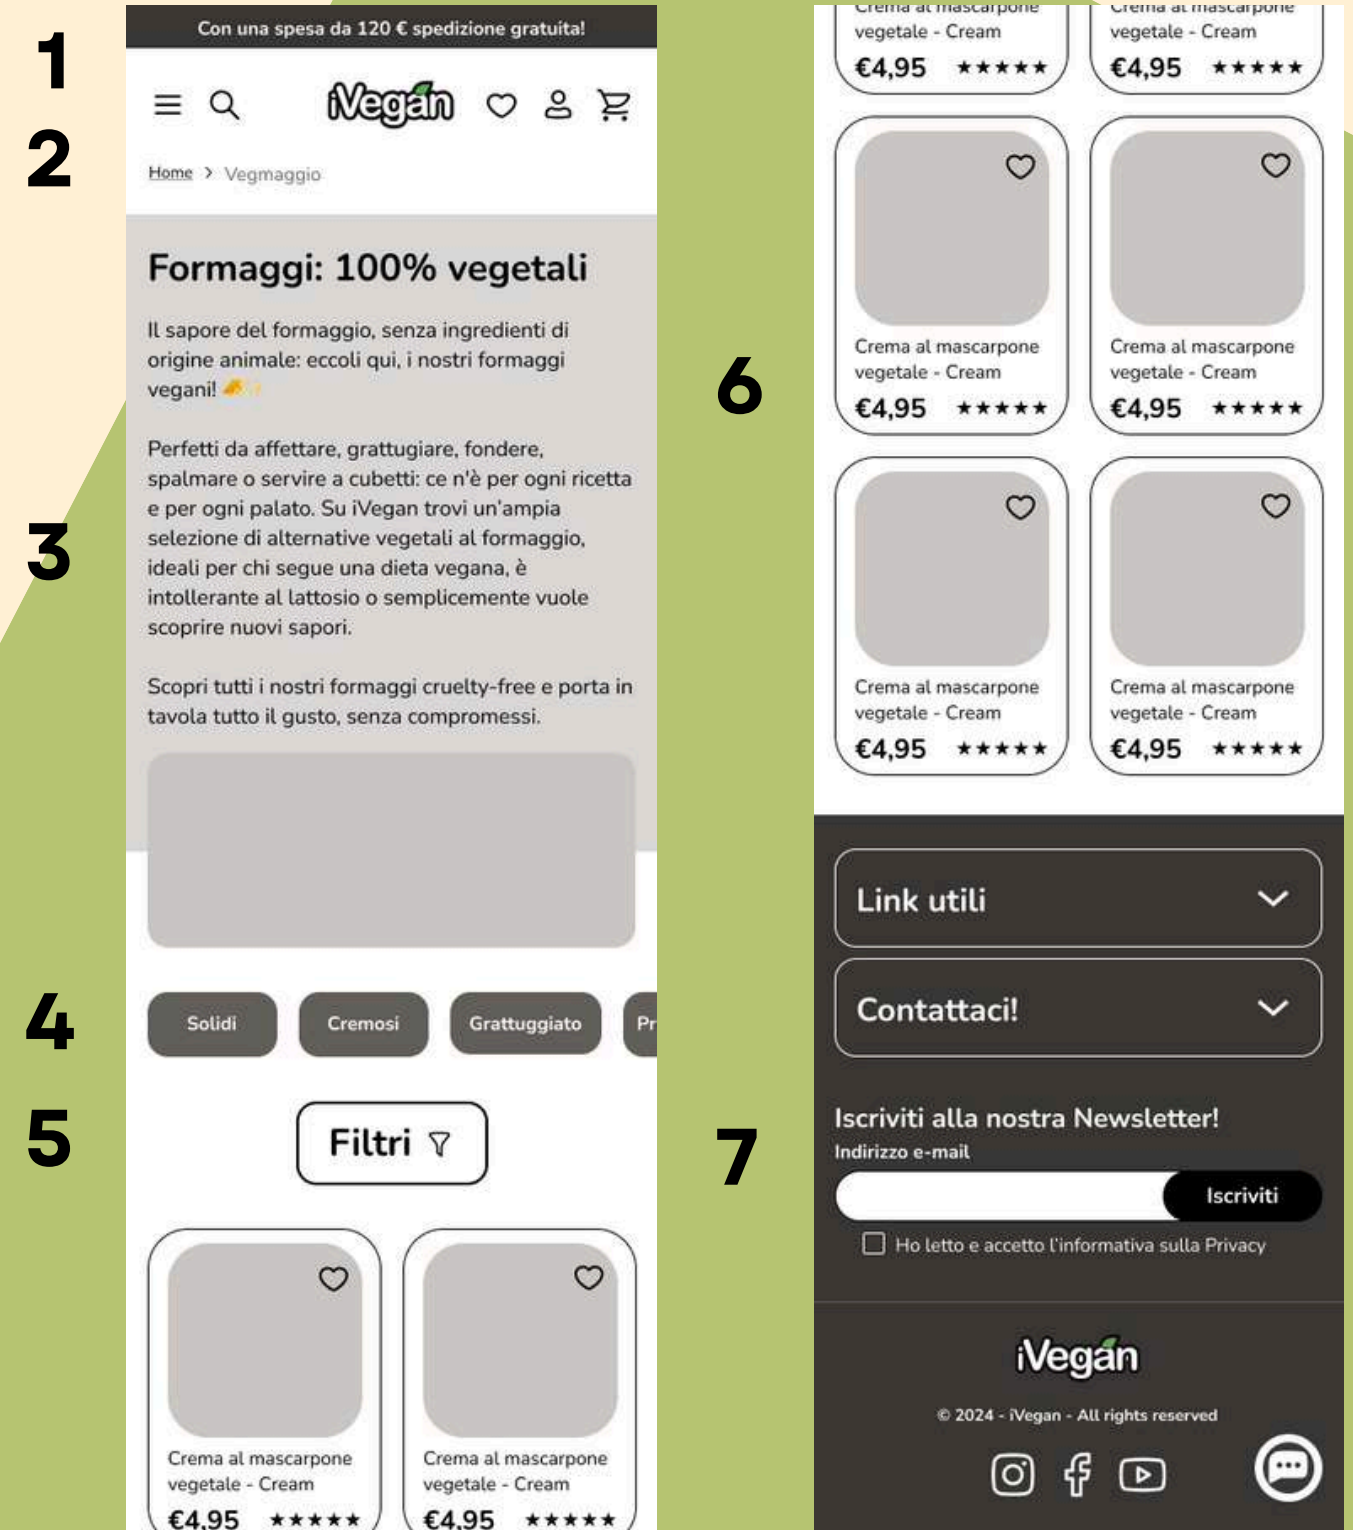 1
Con una spesa da 120 € spedizione gratuita!
iVegan
2
Home > Vegmaggio
Formaggi: 100% vegetali
Il sapore del formaggio, senza ingredienti di
origine animale: eccoli qui, i nostri formaggi
vegani!
3
Perfetti da affettare, grattugiare, fondere,
spalmare o servire a cubetti: ce n'è per ogni ricetta
e per ogni palato. Su iVegan trovi un'ampia
selezione di alternative vegetali al formaggio,
ideali per chi segue una dieta vegana, è
intollerante al lattosio o semplicemente vuole
scoprire nuovi sapori.
Scopri tutti i nostri formaggi cruelty-free e porta in
tavola tutto il gusto, senza compromessi.
4
Solidi
Cremosi
Grattuggiato
Pr
5
Filtri
Crema al mascarpone
vegetale - Cream
€4,95 ★★★★★
Crema al mascarpone
vegetale - Cream
€4,95 ★★★★★
Crema al mascarpone
vegetale - Cream
€4,95 ★★★★★
Crema al mascarpone
vegetale - Cream
€4,95 ★★★★★
6
Crema al mascarpone
vegetale - Cream
€4,95 ★★★★★
Crema al mascarpone
vegetale - Cream
€4,95 ★★★★★
Crema al mascarpone
vegetale - Cream
€4,95 ★★★★★
Crema al mascarpone
vegetale - Cream
€4,95 ★★★★★
Link utili
Contattaci!
7
Iscriviti alla nostra Newsletter!
Indirizzo e-mail
Iscriviti
Ho letto e accetto l'informativa sulla Privacy
iVegan
© 2024 - iVegan - All rights reserved